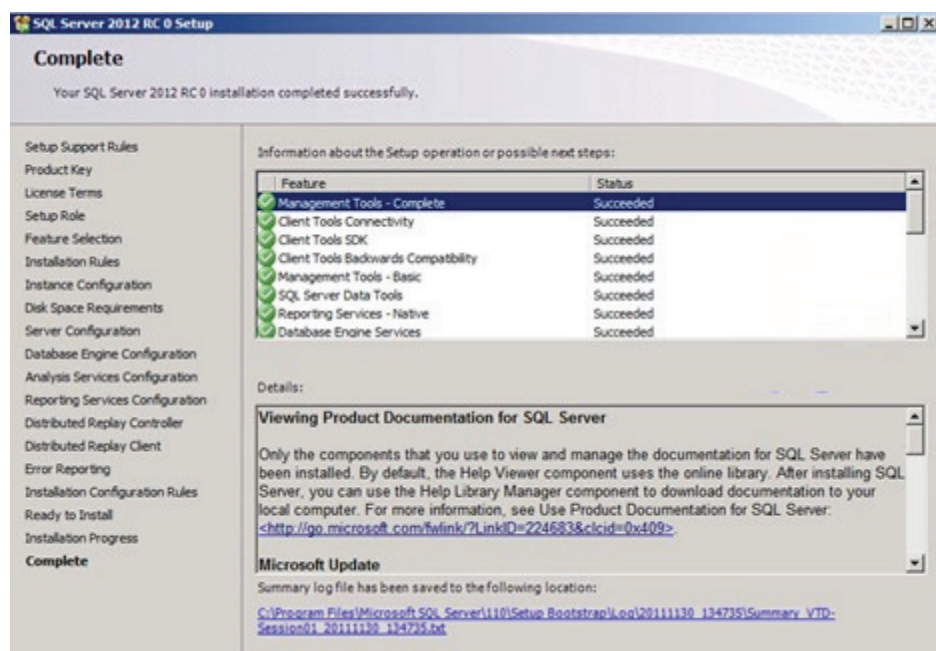 SQL Server 2012 RC 0 Setup
Complete
Your SQL Server 2012 RC 0 installation completed successfully.
Setup Support Rules
Product Key
License Terms
Setup Role
Feature Selection
Installation Rules
Instance Configuration
Disk Space Requirements
Server Configuration
Database Engine Configuration
Analysis Services Configuration
Reporting Services Configuration
Distributed Replay Controller
Distributed Replay Client
Error Reporting
Installation Configuration Rules
Ready to Install
Installation Progress
Complete
Information about the Setup operation or possible next steps:
Feature Status
Management Tools - Complete Succeeded
Client Tools Connectivity Succeeded
Client Tools SDK Succeeded
Client Tools Backwards Compatibility Succeeded
Management Tools - Basic Succeeded
SQL Server Data Tools Succeeded
Reporting Services - Native Succeeded
Database Engine Services Succeeded
Details:
Viewing Product Documentation for SQL Server
Only the components that you use to view and manage the documentation for SQL Server have
been installed. By default, the Help Viewer component uses the online library. After installing SQL
Server, you can use the Help Library Manager component to download documentation to your
local computer. For more information, see Use Product Documentation for SQL Server:
<http://go.microsoft.com/fwlink/?LinkID=224683&clcid=0x409>.
Microsoft Update
Summary log file has been saved to the following location:
C:\Program Files\Microsoft SQL Server\110\Setup Bootstrap\Log\20111130_134735\Summary_VTD-
Session01_20111130_134735.txt